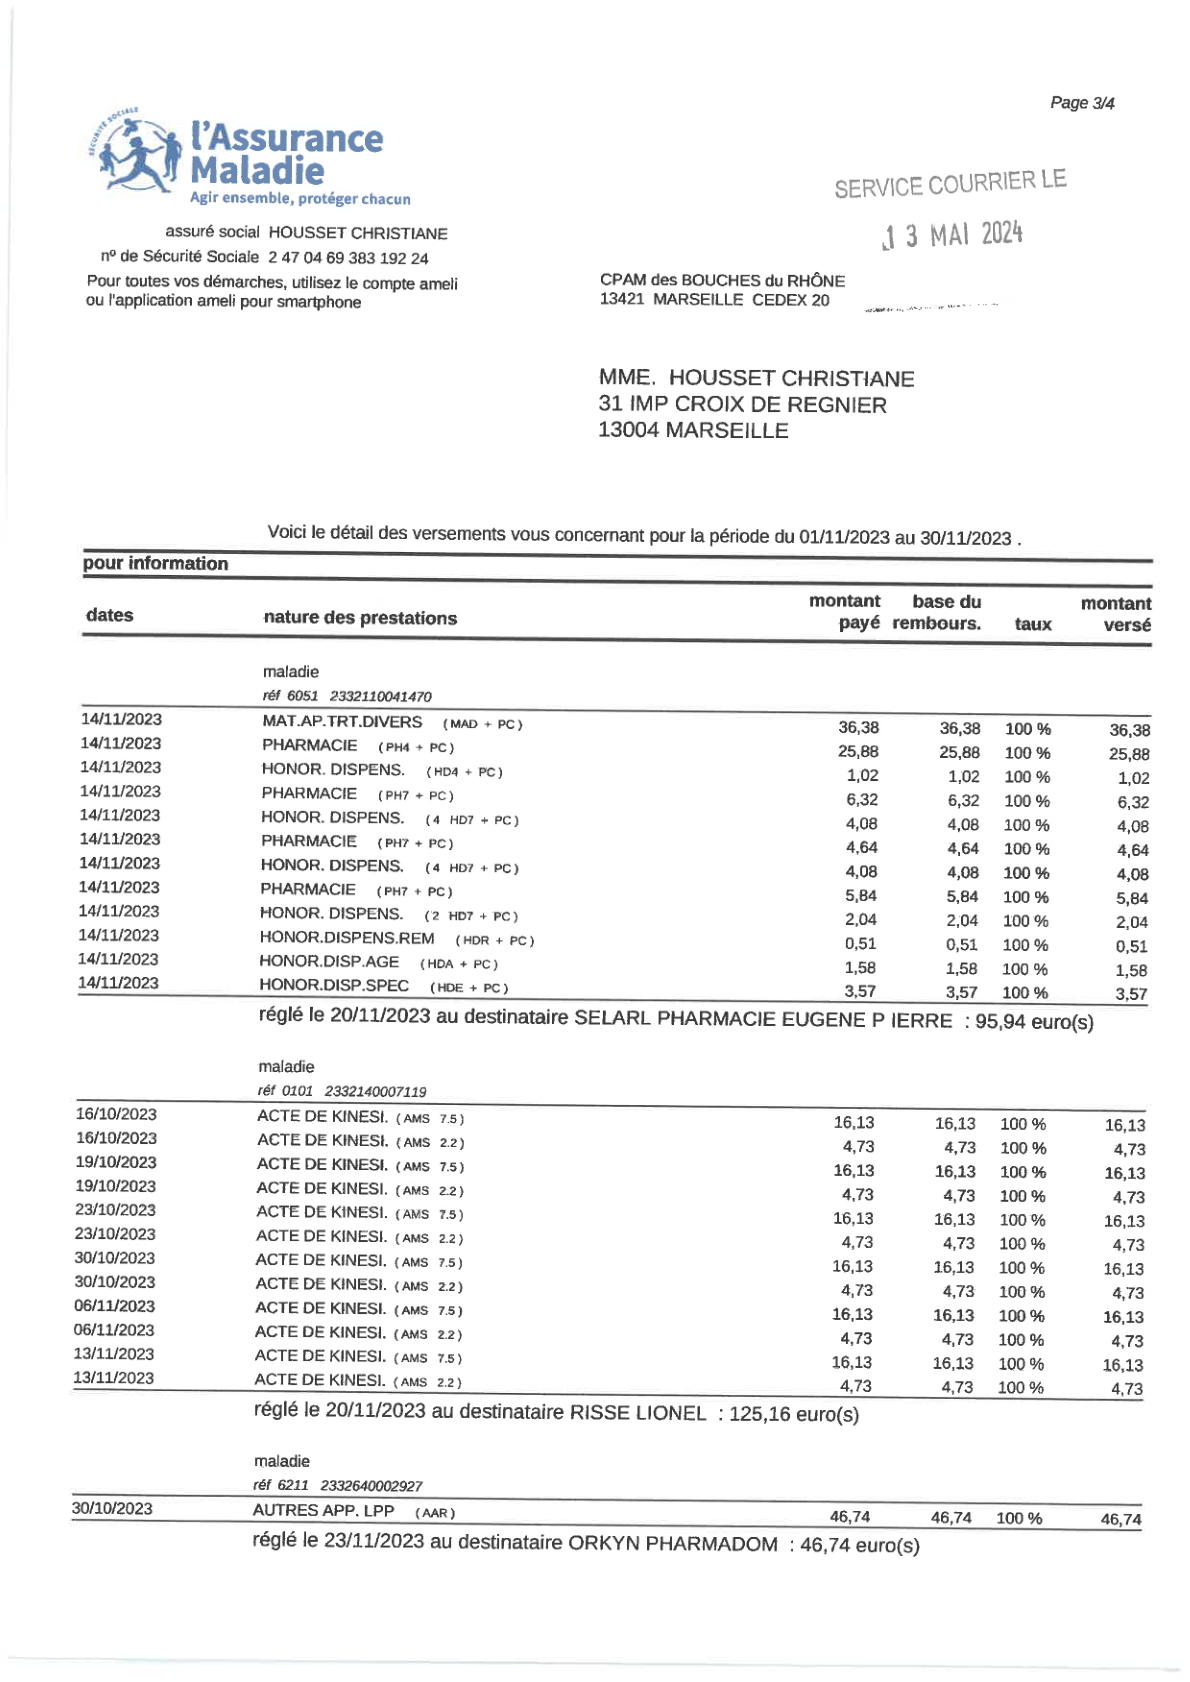 Page 3/4
SÉCURITÉ SOCIALE
l'Assurance
Maladie
Agir ensemble, protéger chacun
SERVICE COURRIER LE
13 MAI 2024
assuré social HOUSSET CHRISTIANE
nº de Sécurité Sociale 2 47 04 69 383 192 24
Pour toutes vos démarches, utilisez le compte ameli
ou l'application ameli pour smartphone
CPAM des BOUCHES du RHÔNE
13421 MARSEILLE CEDEX 20
MME. HOUSSET CHRISTIANE
31 IMP CROIX DE REGNIER
13004 MARSEILLE
Voici le détail des versements vous concernant pour la période du 01/11/2023 au 30/11/2023 .
pour information
dates nature des prestations montant payé base du rembours. taux montant versé
maladie
réf 6051 2332110041470
14/11/2023 MAT.AP.TRT.DIVERS (MAD + PC) 36,38 36,38 100 % 36,38
14/11/2023 PHARMACIE (PH4 + PC) 25,88 25,88 100 % 25,88
14/11/2023 HONOR. DISPENS. (HD4 + PC) 1,02 1,02 100 % 1,02
14/11/2023 PHARMACIE (PH7 + PC) 6,32 6,32 100 % 6,32
14/11/2023 HONOR. DISPENS. (4 HD7 + PC) 4,08 4,08 100 % 4,08
14/11/2023 PHARMACIE (PH7 + PC) 4,64 4,64 100 % 4,64
14/11/2023 HONOR. DISPENS. (4 HD7 + PC) 4,08 4,08 100 % 4,08
14/11/2023 PHARMACIE (PH7 + PC) 5,84 5,84 100 % 5,84
14/11/2023 HONOR. DISPENS. (2 HD7 + PC) 2,04 2,04 100 % 2,04
14/11/2023 HONOR.DISPENS.REM (HDR + PC) 0,51 0,51 100 % 0,51
14/11/2023 HONOR.DISP.AGE (HDA + PC) 1,58 1,58 100 % 1,58
14/11/2023 HONOR.DISP.SPEC (HDE + PC) 3,57 3,57 100 % 3,57
réglé le 20/11/2023 au destinataire SELARL PHARMACIE EUGENE P IERRE : 95,94 euro(s)
maladie
réf 0101 2332140007119
16/10/2023 ACTE DE KINESI. (AMS 7.5) 16,13 16,13 100 % 16,13
16/10/2023 ACTE DE KINESI. (AMS 2.2) 4,73 4,73 100 % 4,73
19/10/2023 ACTE DE KINESI. (AMS 7.5) 16,13 16,13 100 % 16,13
19/10/2023 ACTE DE KINESI. (AMS 2.2) 4,73 4,73 100 % 4,73
23/10/2023 ACTE DE KINESI. (AMS 7.5) 16,13 16,13 100 % 16,13
23/10/2023 ACTE DE KINESI. (AMS 2.2) 4,73 4,73 100 % 4,73
30/10/2023 ACTE DE KINESI. (AMS 7.5) 16,13 16,13 100 % 16,13
30/10/2023 ACTE DE KINESI. (AMS 2.2) 4,73 4,73 100 % 4,73
06/11/2023 ACTE DE KINESI. (AMS 7.5) 16,13 16,13 100 % 16,13
06/11/2023 ACTE DE KINESI. (AMS 2.2) 4,73 4,73 100 % 4,73
13/11/2023 ACTE DE KINESI. (AMS 7.5) 16,13 16,13 100 % 16,13
13/11/2023 ACTE DE KINESI. (AMS 2.2) 4,73 4,73 100 % 4,73
réglé le 20/11/2023 au destinataire RISSE LIONEL : 125,16 euro(s)
maladie
réf 6211 2332640002927
30/10/2023 AUTRES APP. LPP (AAR) 46,74 46,74 100 % 46,74
réglé le 23/11/2023 au destinataire ORKYN PHARMADOM : 46,74 euro(s)